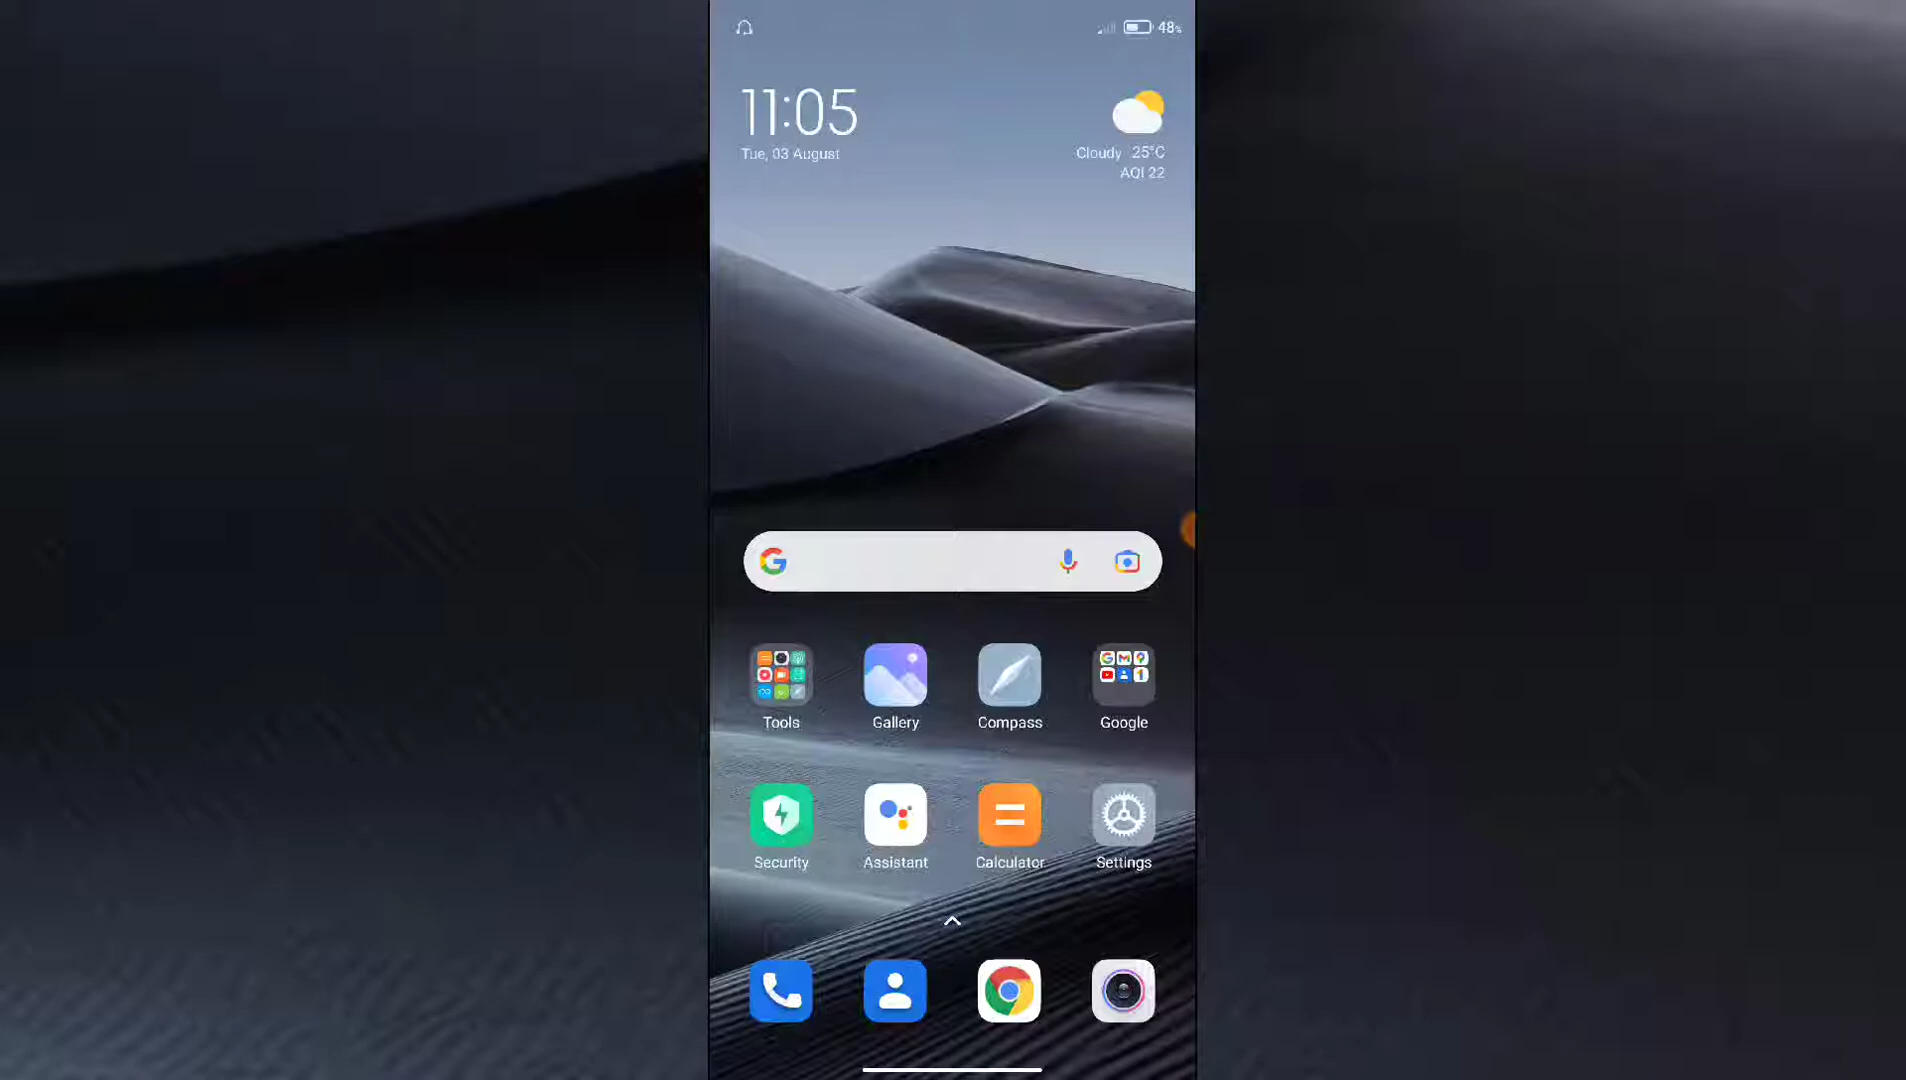 48%
11:05
Tue, 03 August
Cloudy 25°C
AQI 22
Tools
Gallery
Compass
Google
Security
Assistant
Calculator
Settings